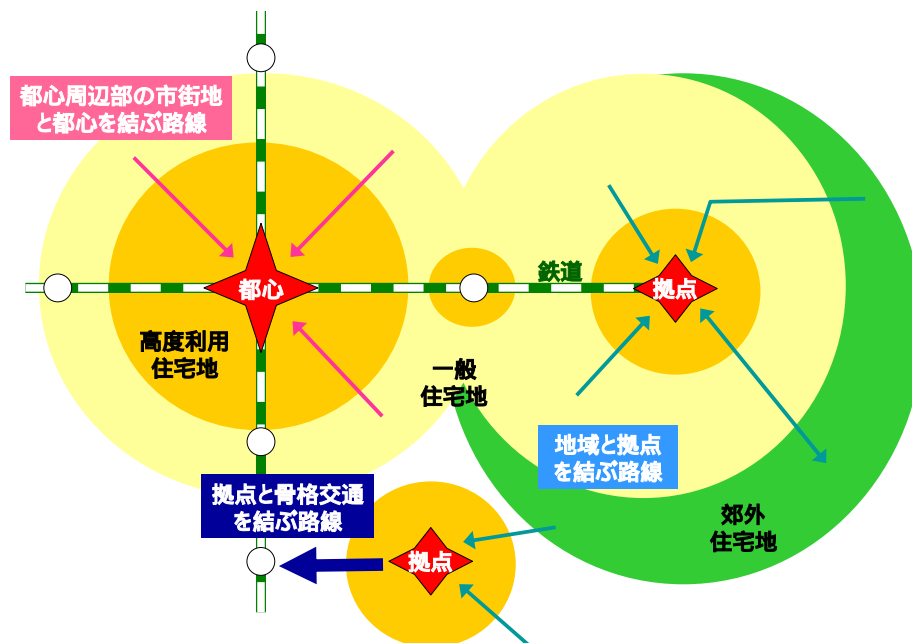 都心周辺部の市街地
と都心を結ぶ路線
鉄道
都心
拠点
高度利用
住宅地
一般
住宅地
地域と拠点
を結ぶ路線
拠点と骨格交通
を結ぶ路線
郊外
住宅地
拠点